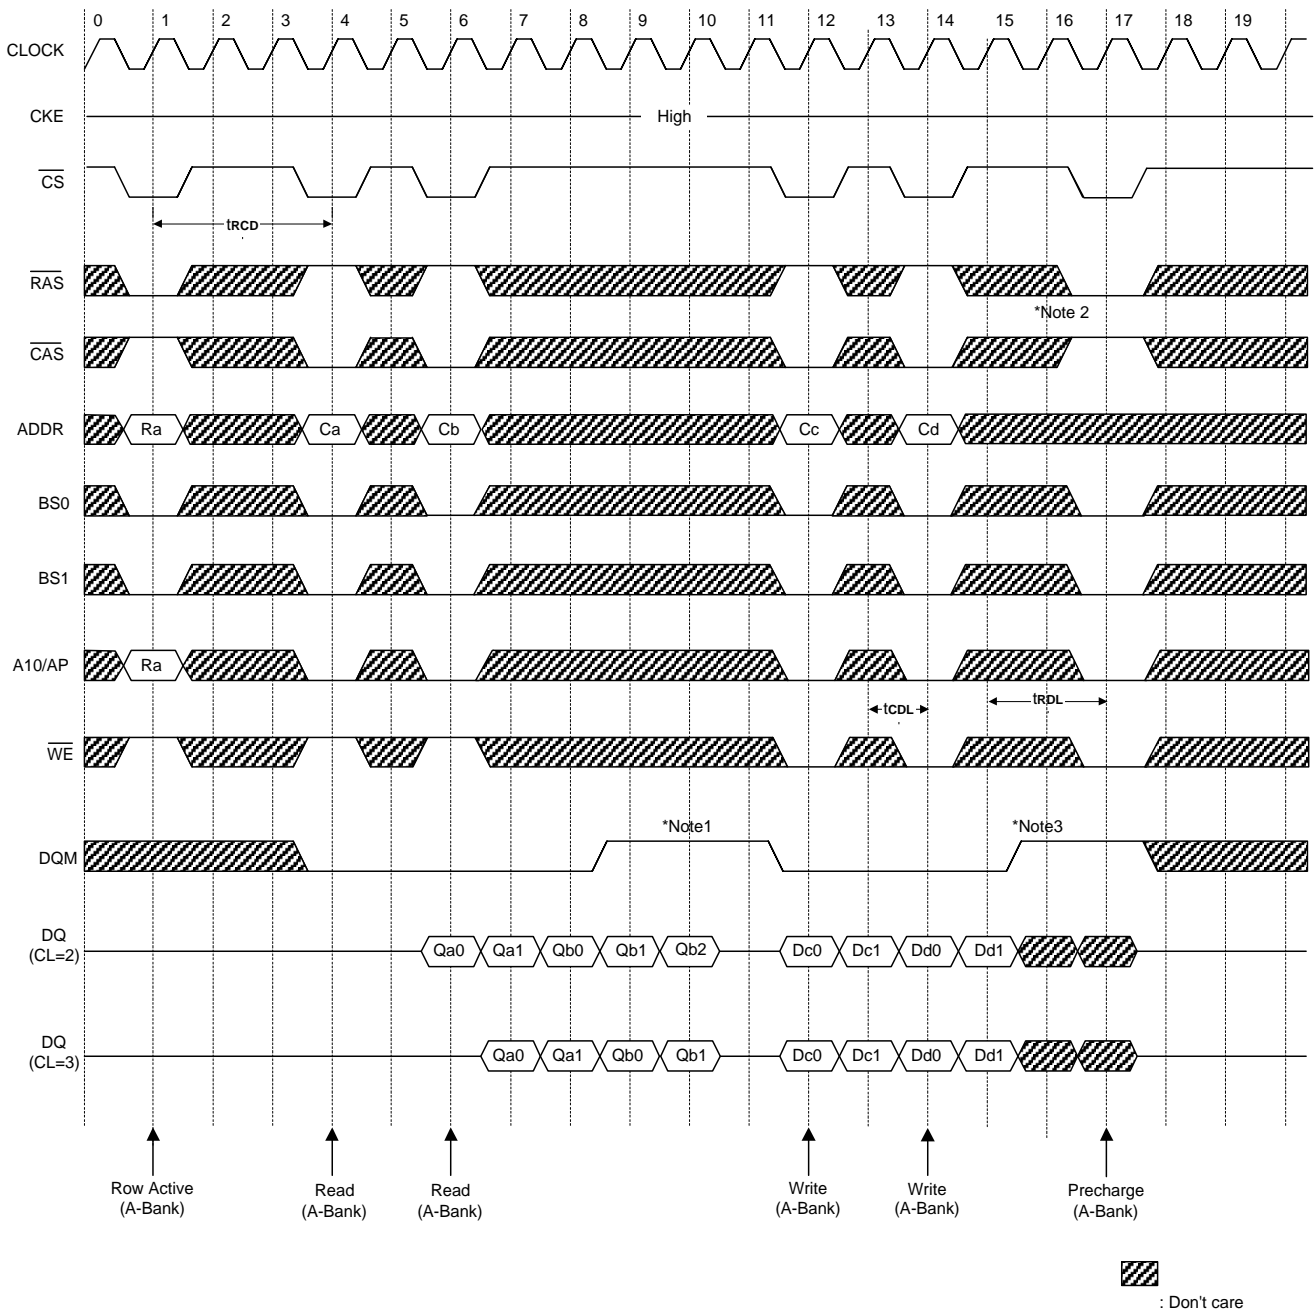 0 1 2 3 4 5 6 7 8 9 10 11 12 13 14 15 16 17 18 19
CLOCK
CKE High
CS
tRCD
RAS
*Note 2
CAS
ADDR Ra Ca Cb Cc Cd
BS0
BS1
A10/AP Ra
tCDL tRDL
WE
*Note1 *Note3
DQM
DQ
(CL=2) Qa0 Qa1 Qb0 Qb1 Qb2 Dc0 Dc1 Dd0 Dd1
DQ
(CL=3) Qa0 Qa1 Qb0 Qb1 Dc0 Dc1 Dd0 Dd1
Row Active
(A-Bank)
Read
(A-Bank)
Read
(A-Bank)
Write
(A-Bank)
Write
(A-Bank)
Precharge
(A-Bank)
: Don't care